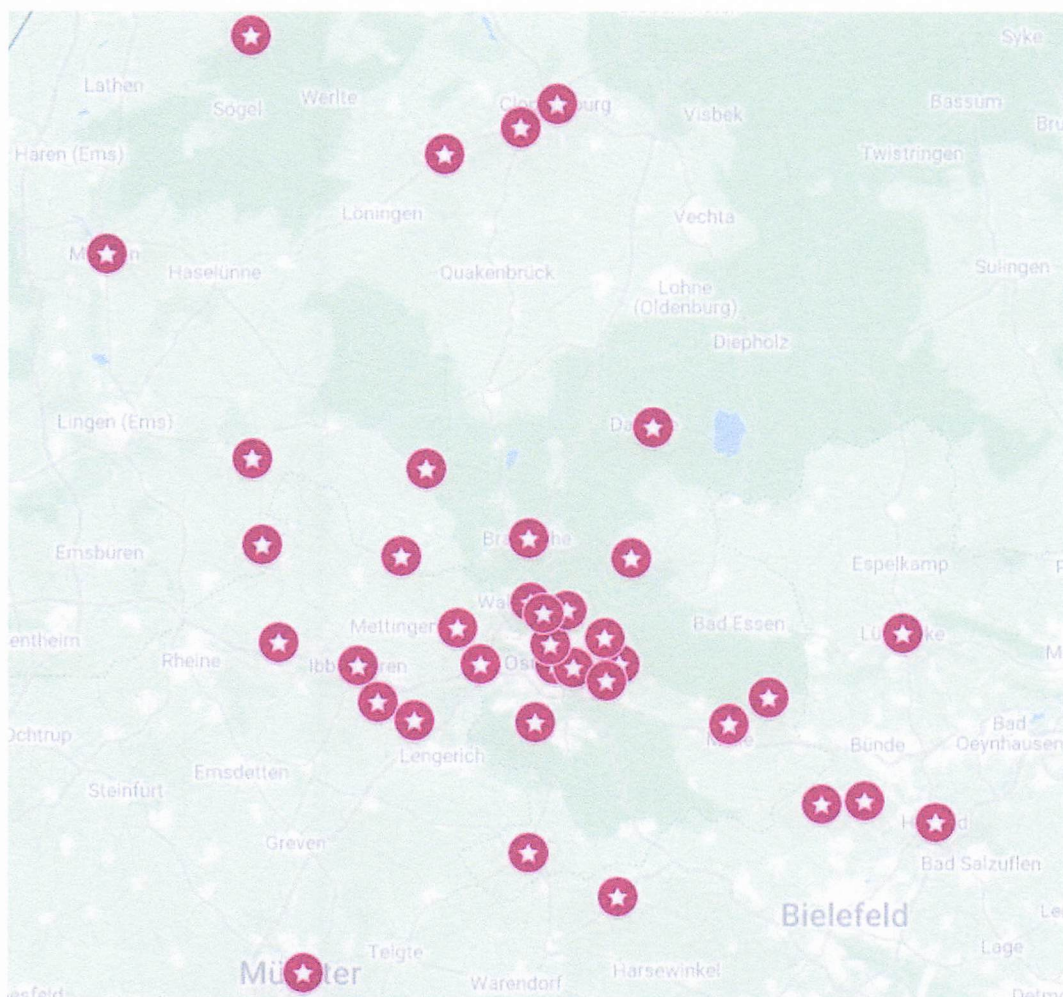 Syke
Lathen
Sögel
Werlte
Visbek
Bassum
Haren (Ems)
Twistringen
Löningen
Vechta
Haselünne
Quakenbrück
Sulingen
Lohne
(Oldenburg)
Diepholz
Lingen (Ems)
Emsbüren
Espelkamp
Mettingen
Bad Essen
entheim
Rheine
Ochtrup
Lengerich
Bünde
Bad
Oeynhausen
Emsdetten
Steinfurt
Greven
Bad Salzuflen
Bielefeld
Lage
Telgte
Warendorf
Harsewinkel